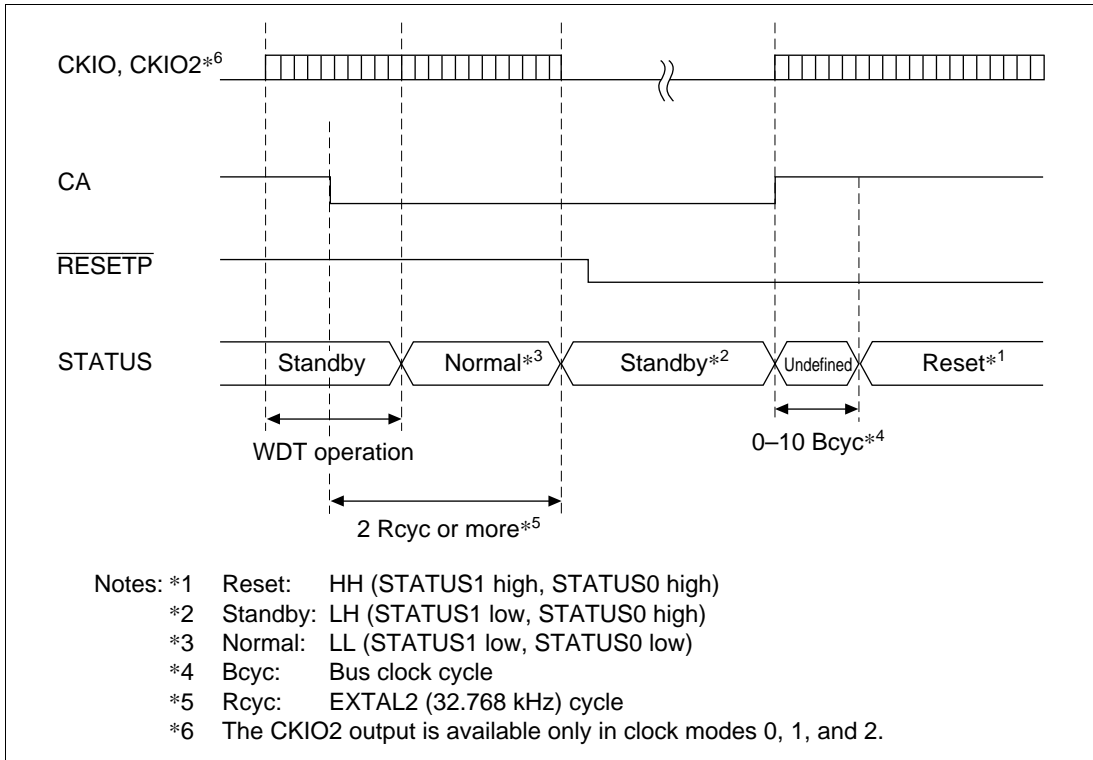 CKIO, CKIO2*6
CA
RESETP
STATUS Standby Normal*3 Standby*2 Undefined Reset*1
WDT operation
0–10 Bcyc*4
2 Rcyc or more*5
Notes: *1 Reset: HH (STATUS1 high, STATUS0 high)
*2 Standby: LH (STATUS1 low, STATUS0 high)
*3 Normal: LL (STATUS1 low, STATUS0 low)
*4 Bcyc: Bus clock cycle
*5 Rcyc: EXTAL2 (32.768 kHz) cycle
*6 The CKIO2 output is available only in clock modes 0, 1, and 2.